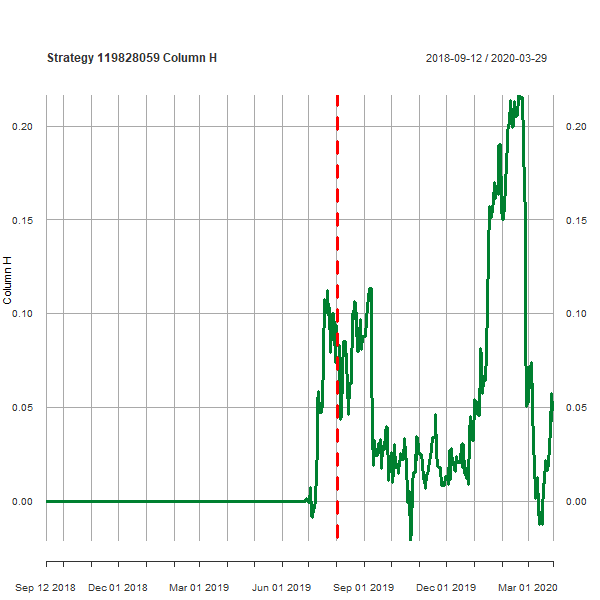 Strategy 119828059 Column H
2018-09-12 / 2020-03-29
0.20 0.20
0.15 0.15
0.10 0.10
0.05 0.05
0.00 0.00
Column H
Sep 12 2018 Dec 01 2018 Mar 01 2019 Jun 01 2019 Sep 01 2019 Dec 01 2019 Mar 01 2020